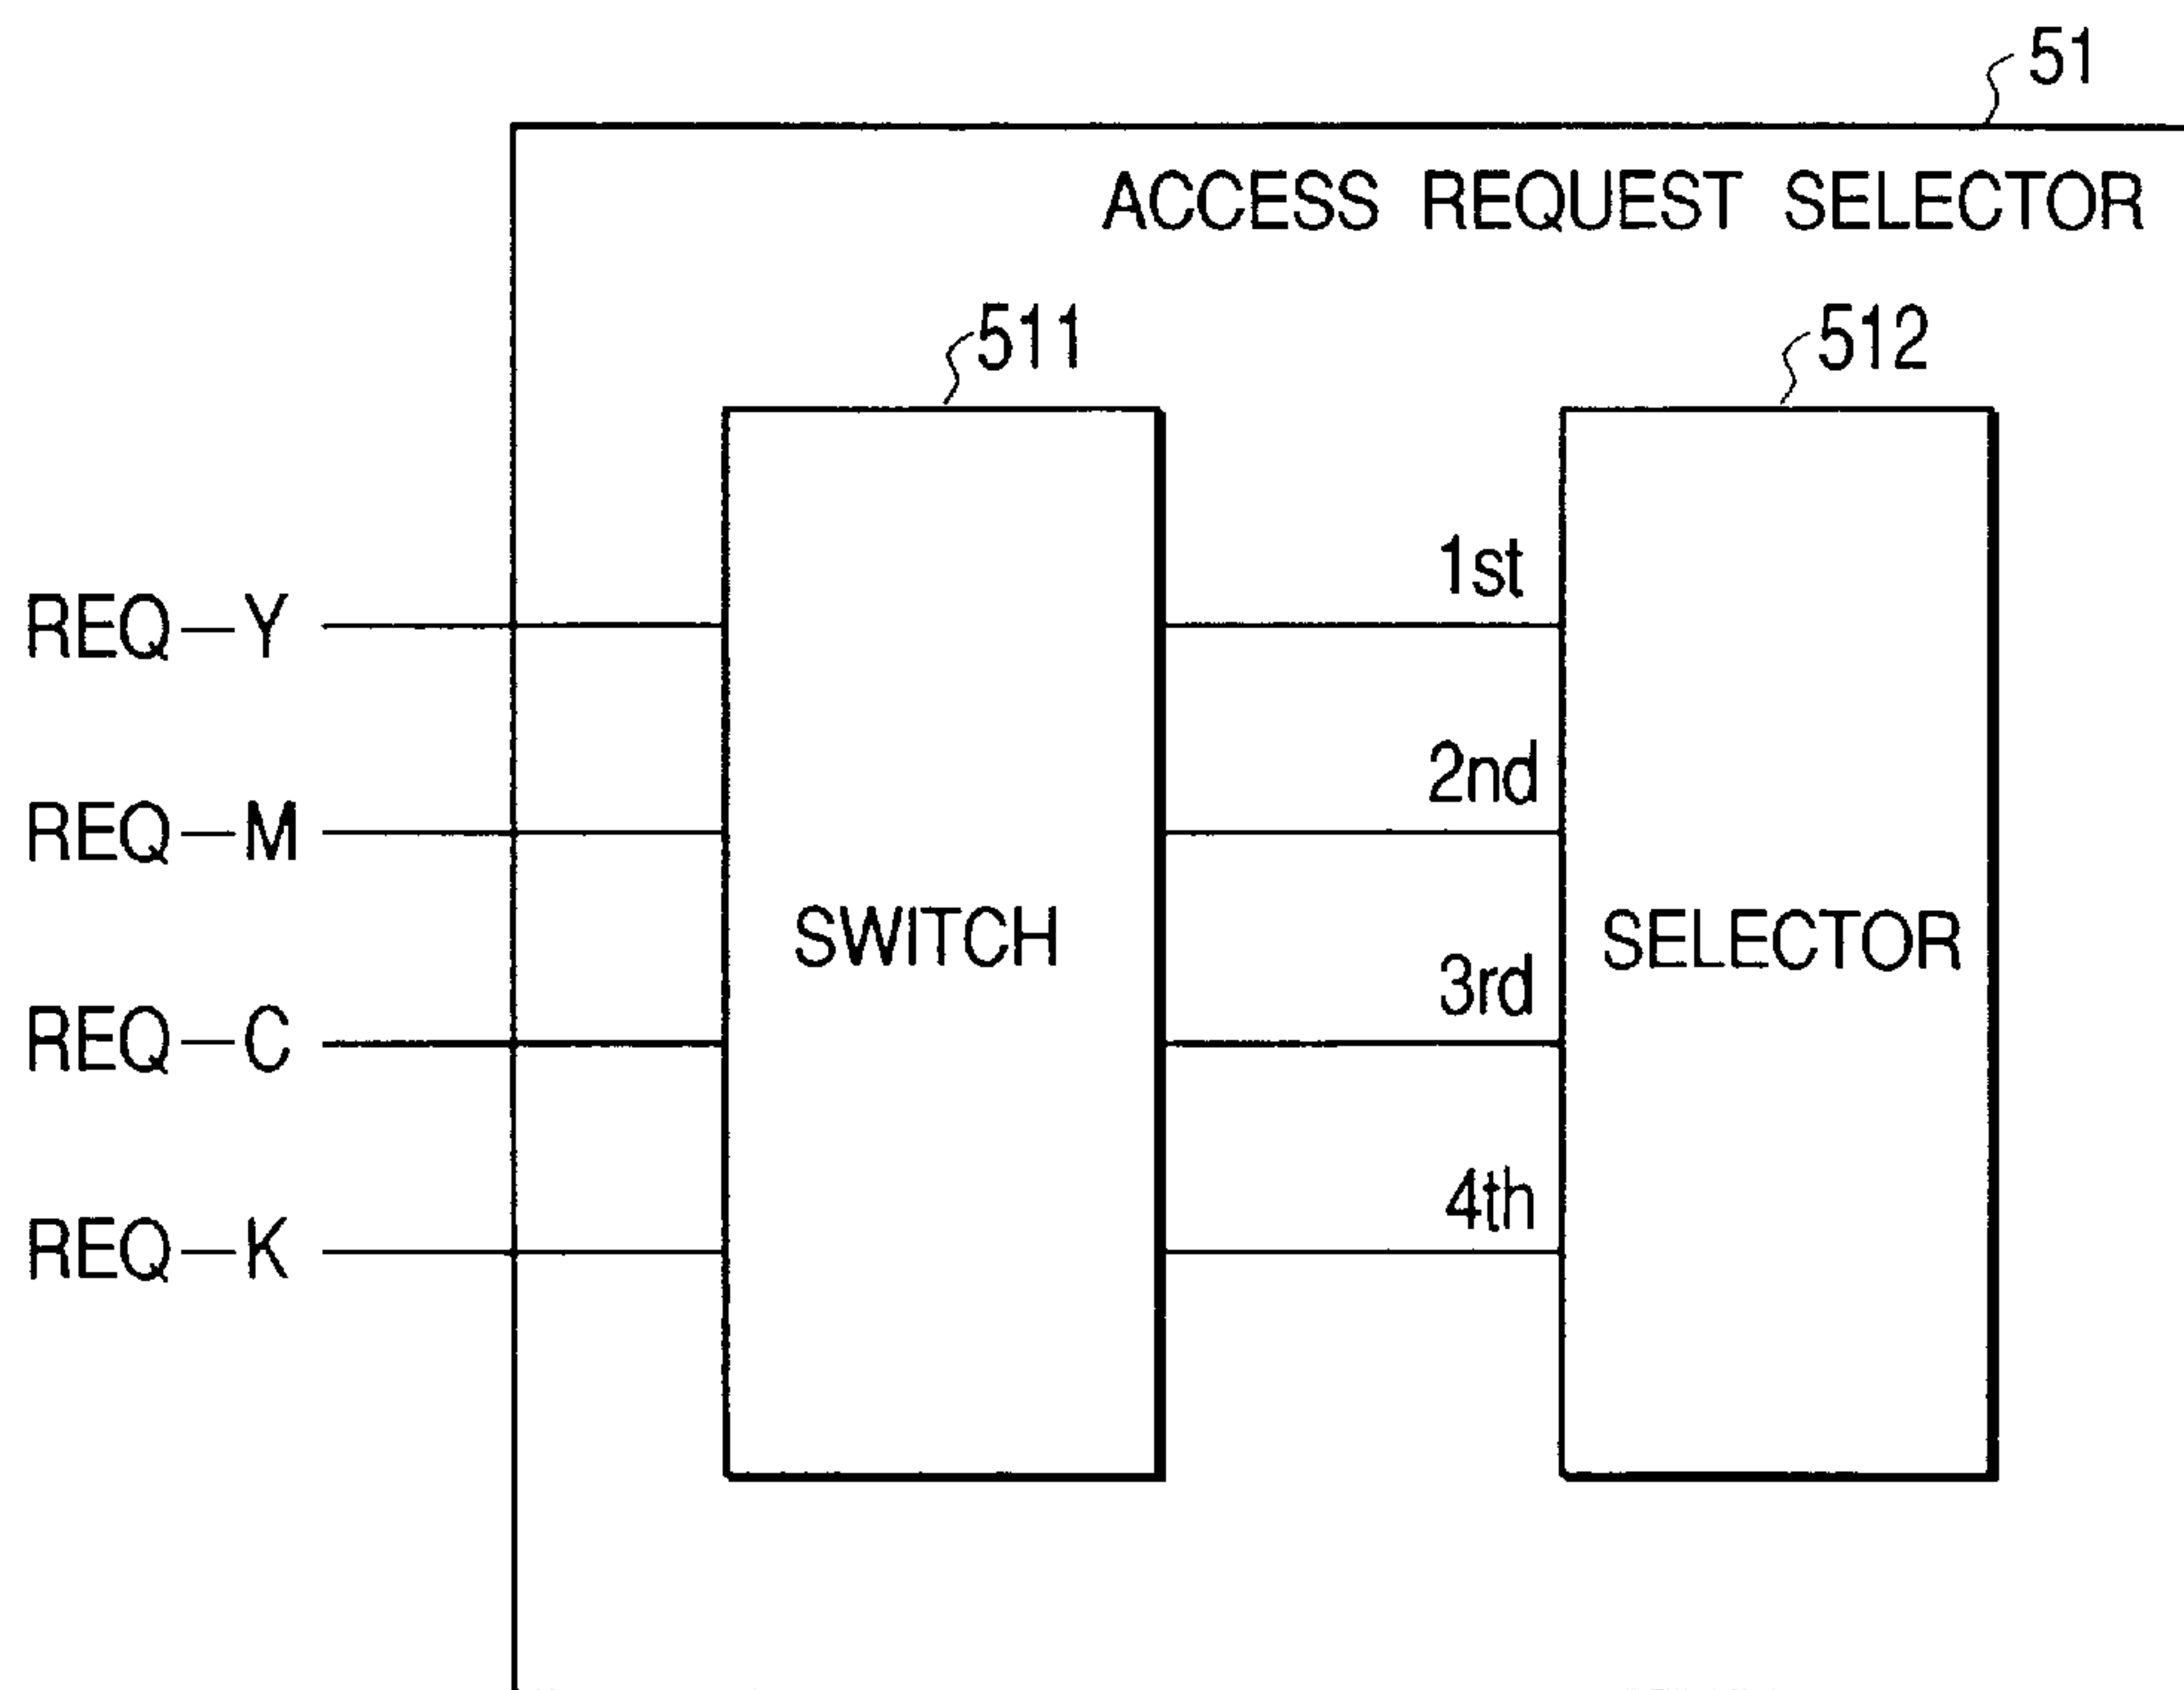 51
ACCESS REQUEST SELECTOR
511
512
1st
REQ—Y
2nd
REQ—M
SWITCH
SELECTOR
3rd
REQ—C
4th
REQ—K